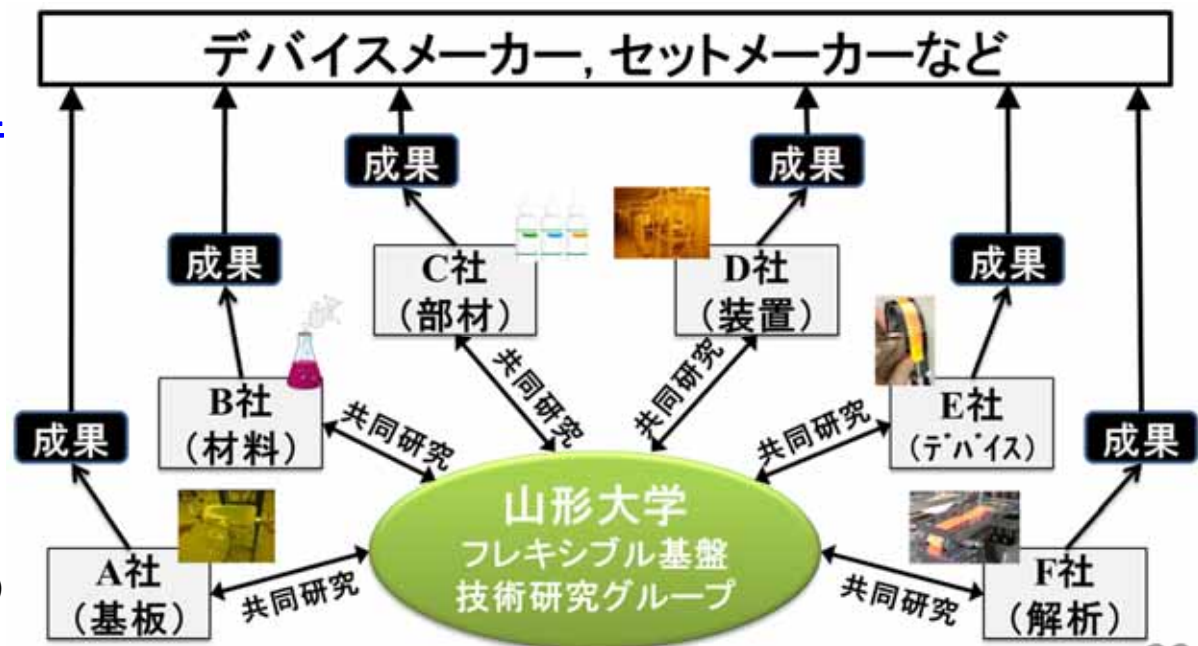 デバイスメーカー, セットメーカーなど
成果
成果
成果
成果
成果
成果
C社
(部材)
D社
(装置)
B社
(材料)
E社
(デバイス)
A社
(基板)
F社
(解析)
共同研究
共同研究
共同研究
共同研究
共同研究
共同研究
山形大学
フレキシブル基盤
技術研究グループ